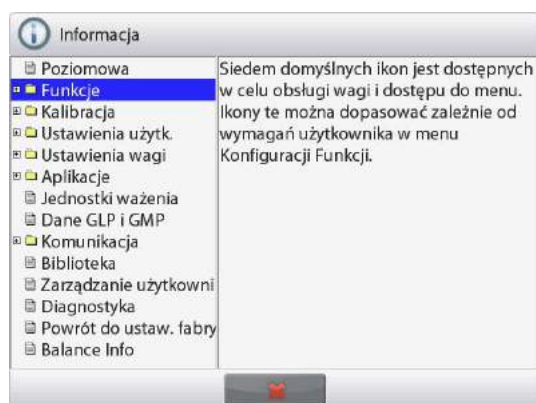 Informacja
Poziomowa
Funkcje
Kalibracja
Ustawienia użytk.
Ustawienia wagi
Aplikacje
Jednostki ważenia
Dane GLP i GMP
Komunikacja
Biblioteka
Zarządzanie użytkowni
Diagnostyka
Powrót do ustaw. fabry
Balance Info
Siedem domyślnych ikon jest dostępnych
w celu obsługi wagi i dostępu do menu.
Ikony te można dopasować zależnie od
wymagań użytkownika w menu
Konfiguracji Funkcji.